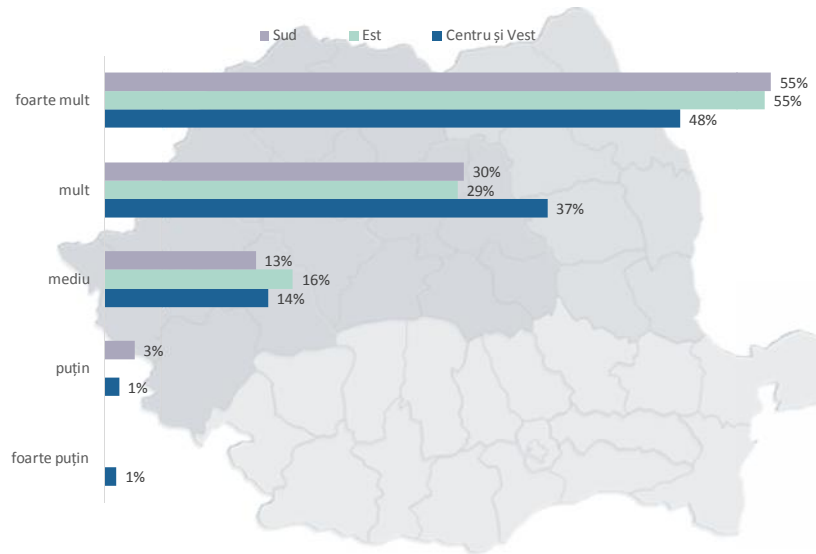 Sud Est Centru și Vest
foarte mult
55%
55%
48%
mult
30%
29%
37%
mediu
13%
16%
14%
puțin
3%
1%
foarte puțin
1%